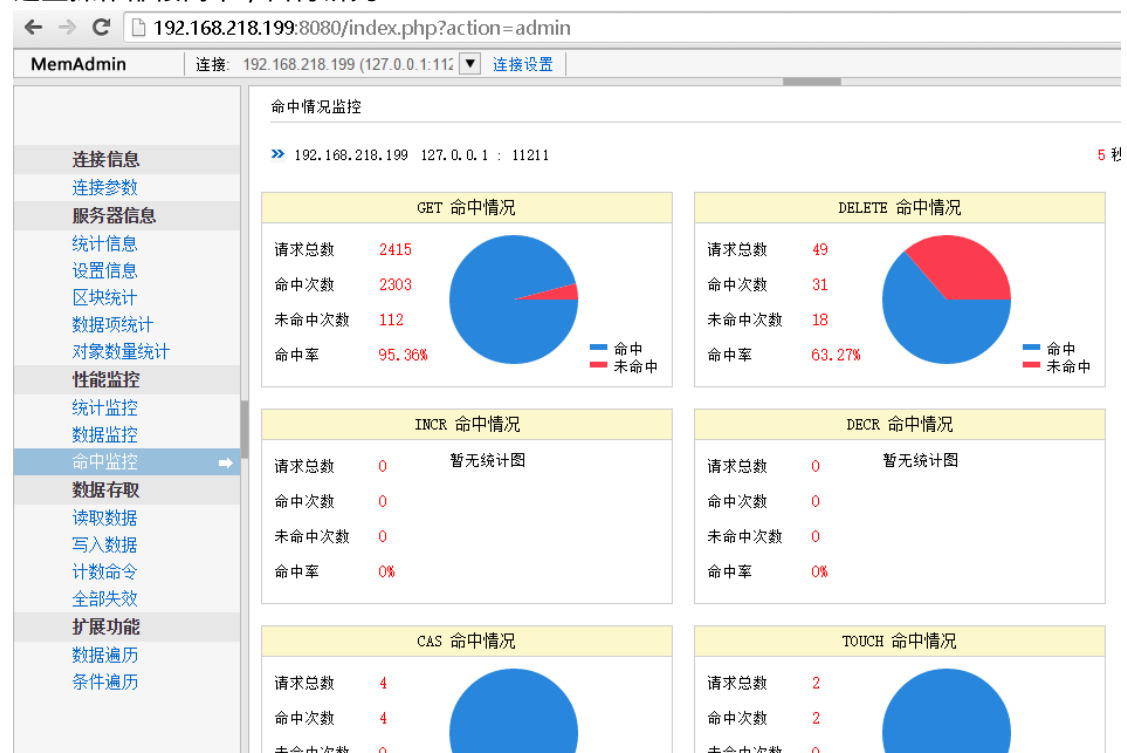 192.168.218.199:8080/index.php?action=admin
MemAdmin 连接: 192.168.218.199 (127.0.0.1:112 连接设置
命中情况监控
192.168.218.199 127.0.0.1 : 11211 5 秒
连接信息
连接参数
服务器信息
统计信息
设置信息
区块统计
数据项统计
对象数量统计
性能监控
统计监控
数据监控
命中监控
数据存取
读取数据
写入数据
计数命令
全部失效
扩展功能
数据遍历
条件遍历
GET 命中情况
请求总数 2415
命中次数 2303
未命中次数 112
命中率 95.36%
命中
未命中
DELETE 命中情况
请求总数 49
命中次数 31
未命中次数 18
命中率 63.27%
命中
未命中
INCR 命中情况
请求总数 0
命中次数 0
未命中次数 0
命中率 0%
暂无统计图
DECR 命中情况
请求总数 0
命中次数 0
未命中次数 0
命中率 0%
暂无统计图
CAS 命中情况
请求总数 4
命中次数 4
未命中次数 0
TOUCH 命中情况
请求总数 2
命中次数 2
未命中次数 0